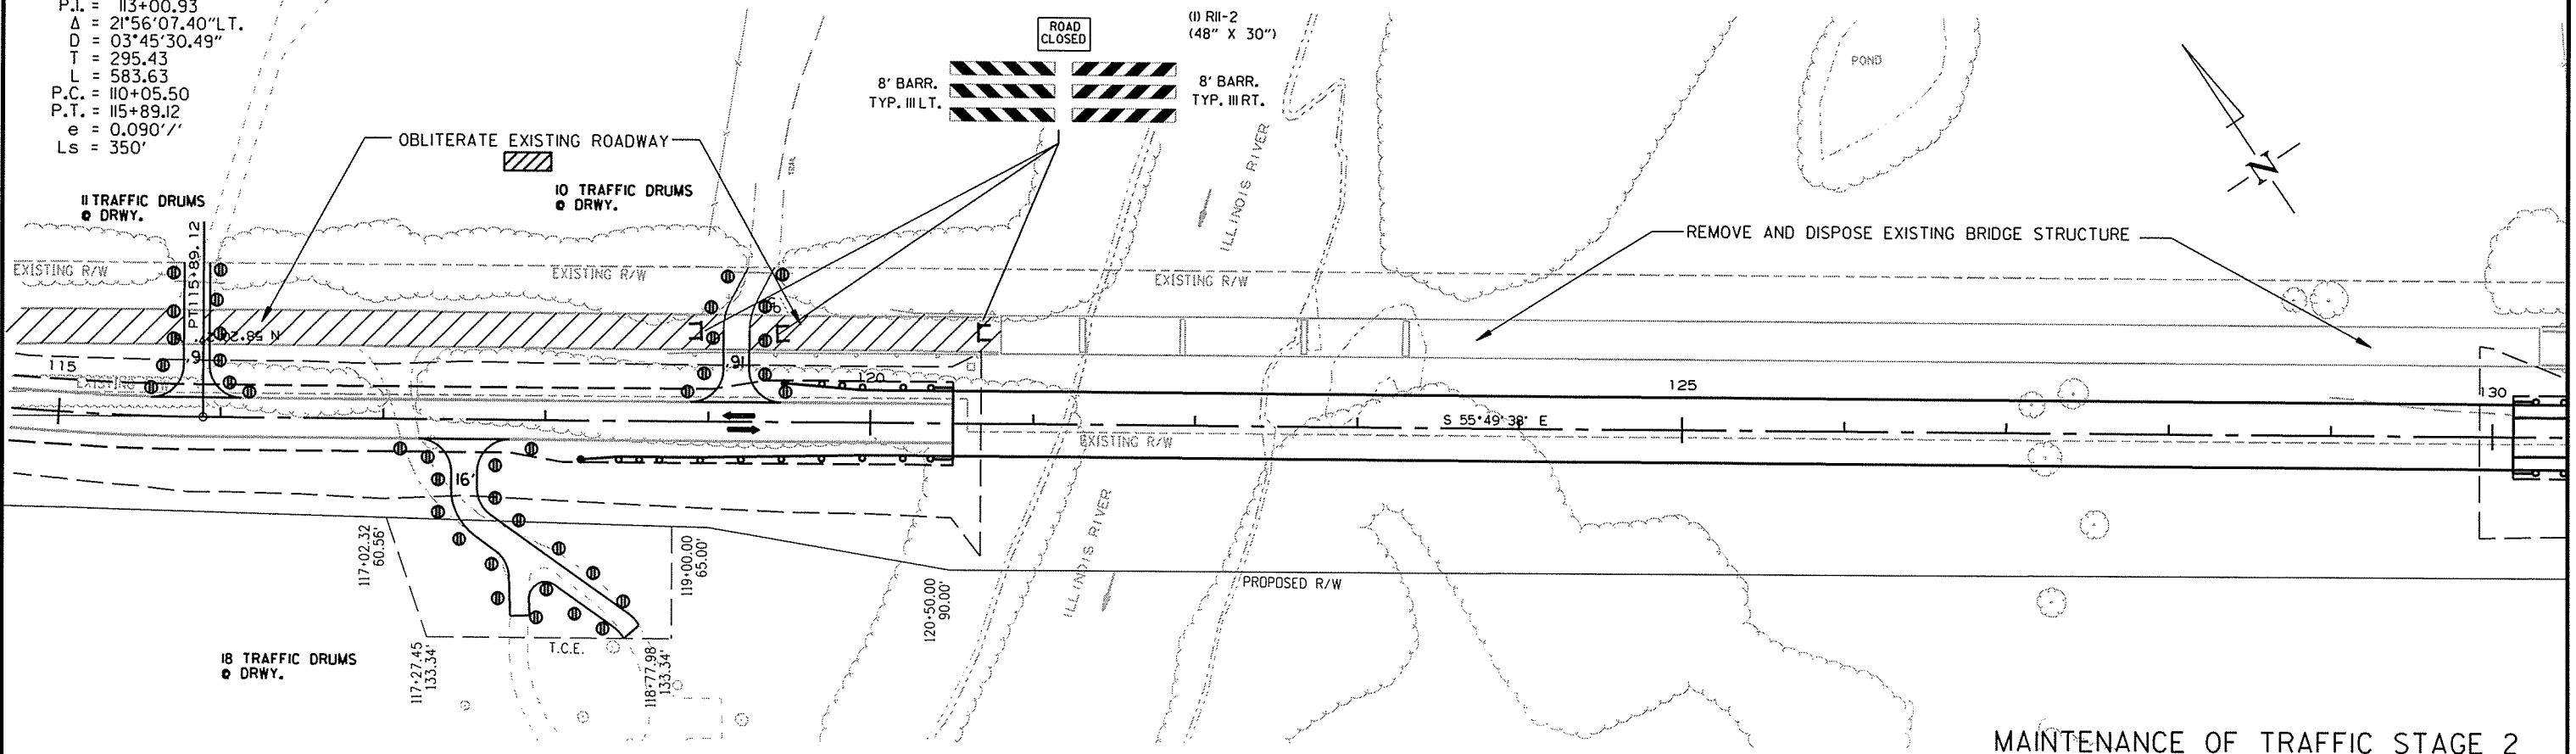 P.I. = 113+00.93
Δ = 21°56'07.40"LT.
D = 03°45'30.49"
T = 295.43
L = 583.63
P.C. = 110+05.50
P.T. = 115+89.12
e = 0.090'/'
Ls = 350'
ROAD
CLOSED
(1) R11-2
(48" X 30")
8' BARR.
TYP. III LT.
8' BARR.
TYP. III RT.
POND
N
OBLITERATE EXISTING ROADWAY
11 TRAFFIC DRUMS
@ DRWY.
10 TRAFFIC DRUMS
@ DRWY.
TRAIL
ILLINOIS RIVER
REMOVE AND DISPOSE EXISTING BRIDGE STRUCTURE
EXISTING R/W
EXISTING R/W
EXISTING R/W
PT 115+89.12
16'
115
EXISTING R/W
120
125
130
S 55°49'38" E
EXISTING R/W
16'
117+02.32
60.56'
119+00.00
65.00'
120+50.00
90.00'
ILLINOIS RIVER
PROPOSED R/W
T.C.E.
117+27.45
133.34'
118+77.98
133.34'
18 TRAFFIC DRUMS
@ DRWY.
MAINTENANCE OF TRAFFIC STAGE 2